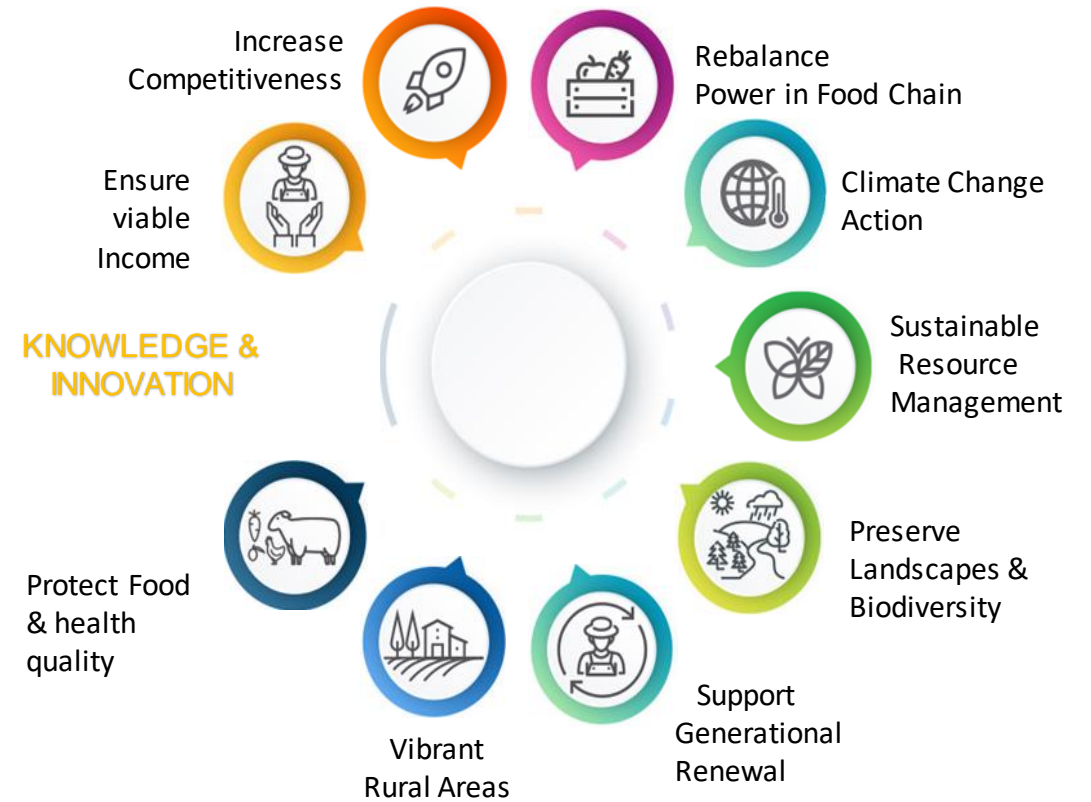 Increase
Competitiveness
Rebalance
Power in Food Chain
Climate Change
Action
Sustainable
Resource
Management
Preserve
Landscapes &
Biodiversity
Support
Generational
Renewal
Vibrant
Rural Areas
Protect Food
& health
quality
KNOWLEDGE &
INNOVATION
Ensure
viable
Income